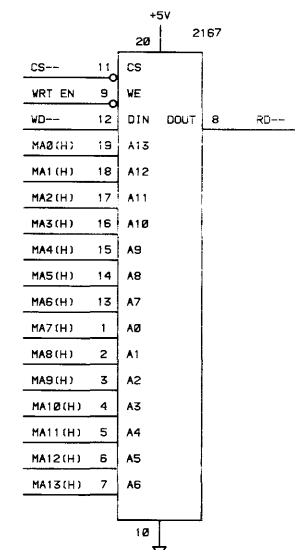 +5V
20 2167
CS-- 11 CS
WRT EN 9 WE
WD-- 12 DIN DOUT 8 RD--
MA0(H) 19 A13
MA1(H) 18 A12
MA2(H) 17 A11
MA3(H) 16 A10
MA4(H) 15 A9
MA5(H) 14 A8
MA6(H) 13 A7
MA7(H) 1 A0
MA8(H) 2 A1
MA9(H) 3 A2
MA10(H) 4 A3
MA11(H) 5 A4
MA12(H) 6 A5
MA13(H) 7 A6
10